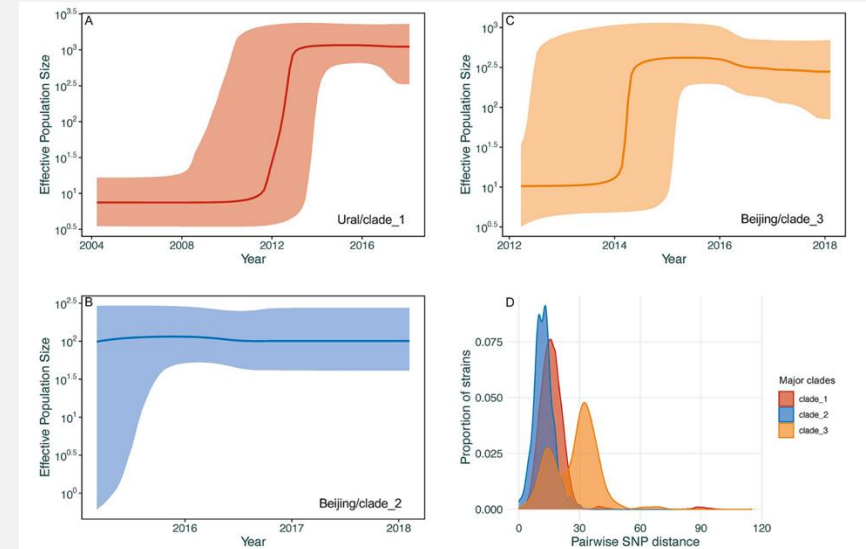 A
Effective Population Size
10^3.5
10^3
10^2.5
10^2
10^1.5
10^1
10^0.5
2004 2008 2012 2016
Year
Ural/clade_1
C
Effective Population Size
10^3
10^2.5
10^2
10^1.5
10^1
10^0.5
2012 2014 2016 2018
Year
Beijing/clade_3
B
Effective Population Size
10^2.5
10^2
10^1.5
10^1
10^0.5
10^0
2016 2017 2018
Year
Beijing/clade_2
D
Proportion of strains
0.075
0.050
0.025
0.000
0 30 60 90 120
Pairwise SNP distance
Major clades
clade_1
clade_2
clade_3